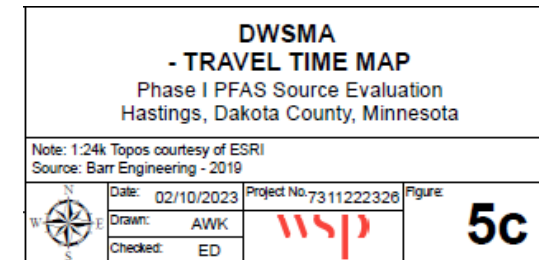 DWSMA
- TRAVEL TIME MAP
Phase I PFAS Source Evaluation
Hastings, Dakota County, Minnesota
Note: 1:24k Topos courtesy of ESRI
Source: Barr Engineering - 2019
N
W E
S
Date: 02/10/2023
Drawn: AWK
Checked: ED
Project No. 7311222326
wsp
Figure:
5c